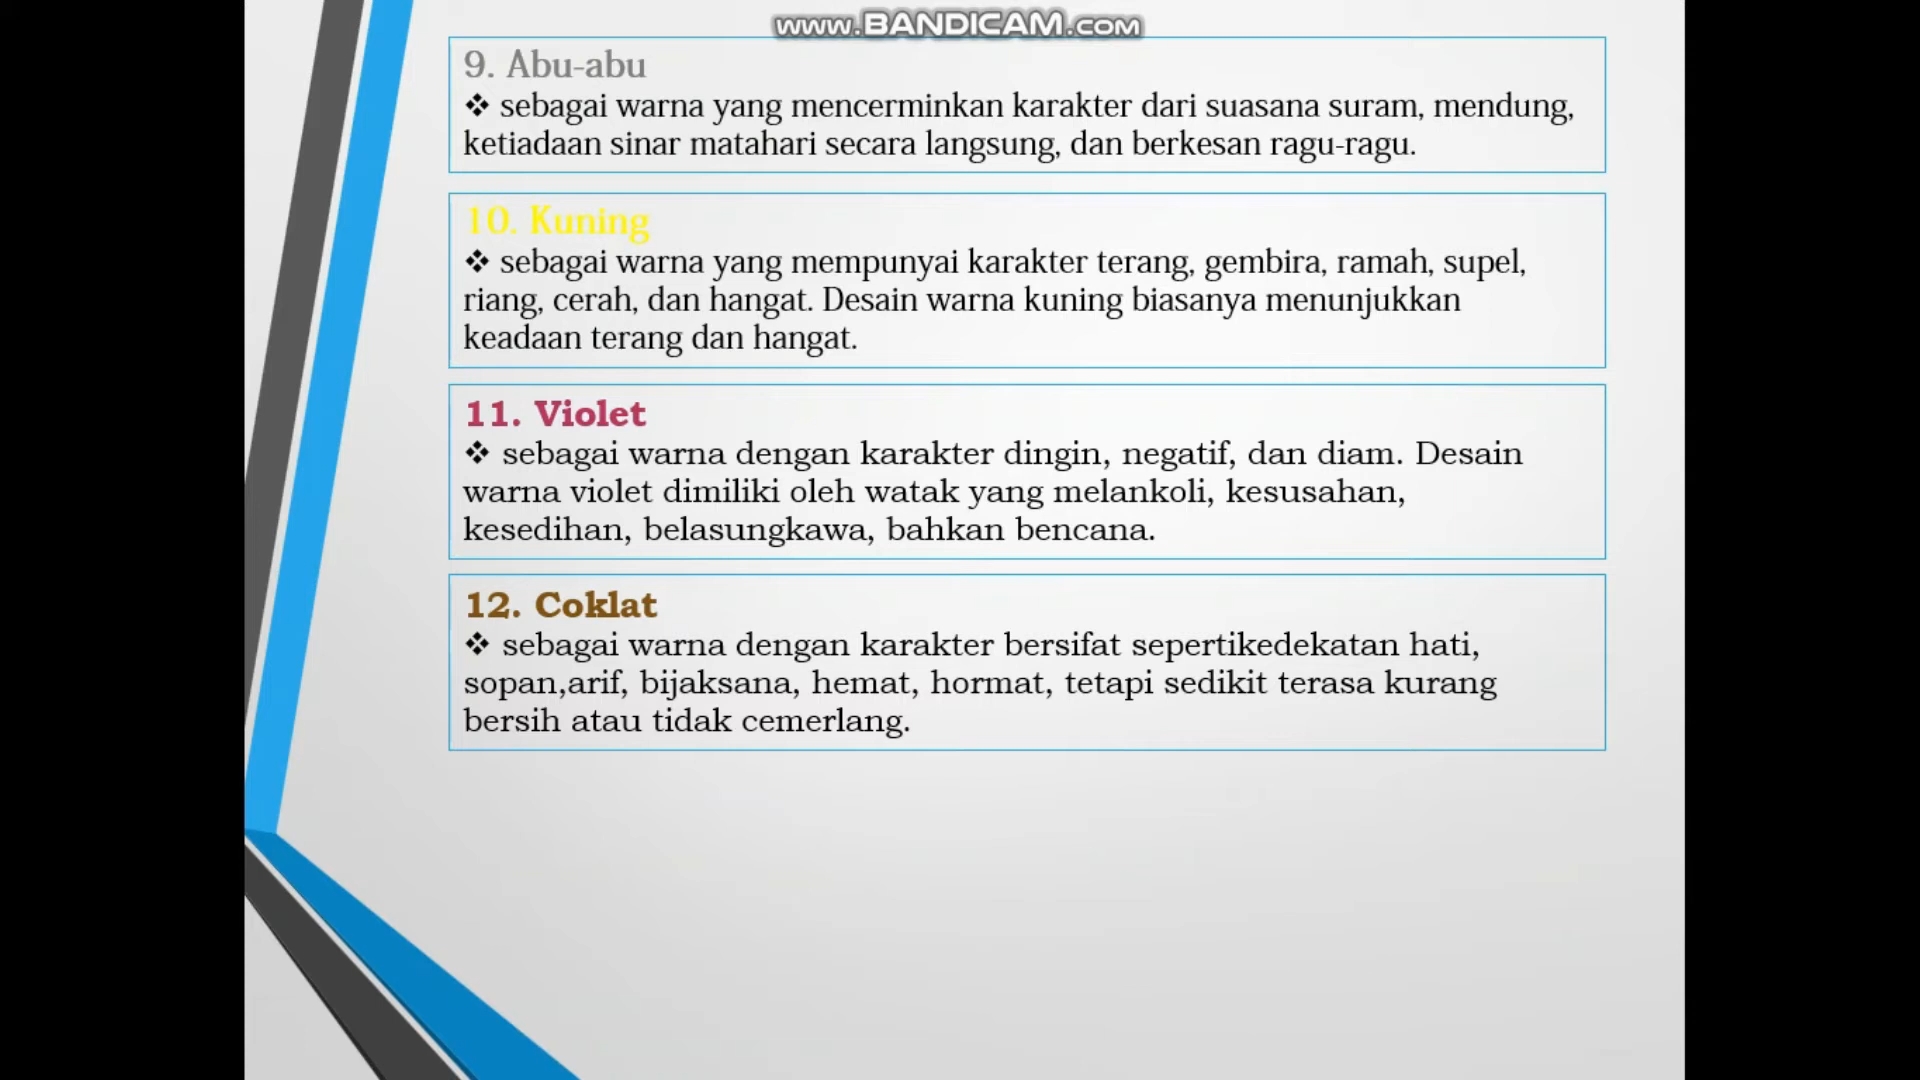 www.BANDICAM.com
9. Abu-abu
❖ sebagai warna yang mencerminkan karakter dari suasana suram, mendung,
ketiadaan sinar matahari secara langsung, dan berkesan ragu-ragu.
10. Kuning
❖ sebagai warna yang mempunyai karakter terang, gembira, ramah, supel,
riang, cerah, dan hangat. Desain warna kuning biasanya menunjukkan
keadaan terang dan hangat.
11. Violet
❖ sebagai warna dengan karakter dingin, negatif, dan diam. Desain
warna violet dimiliki oleh watak yang melankoli, kesusahan,
kesedihan, belasungkawa, bahkan bencana.
12. Coklat
❖ sebagai warna dengan karakter bersifat sepertikedekatan hati,
sopan,arif, bijaksana, hemat, hormat, tetapi sedikit terasa kurang
bersih atau tidak cemerlang.